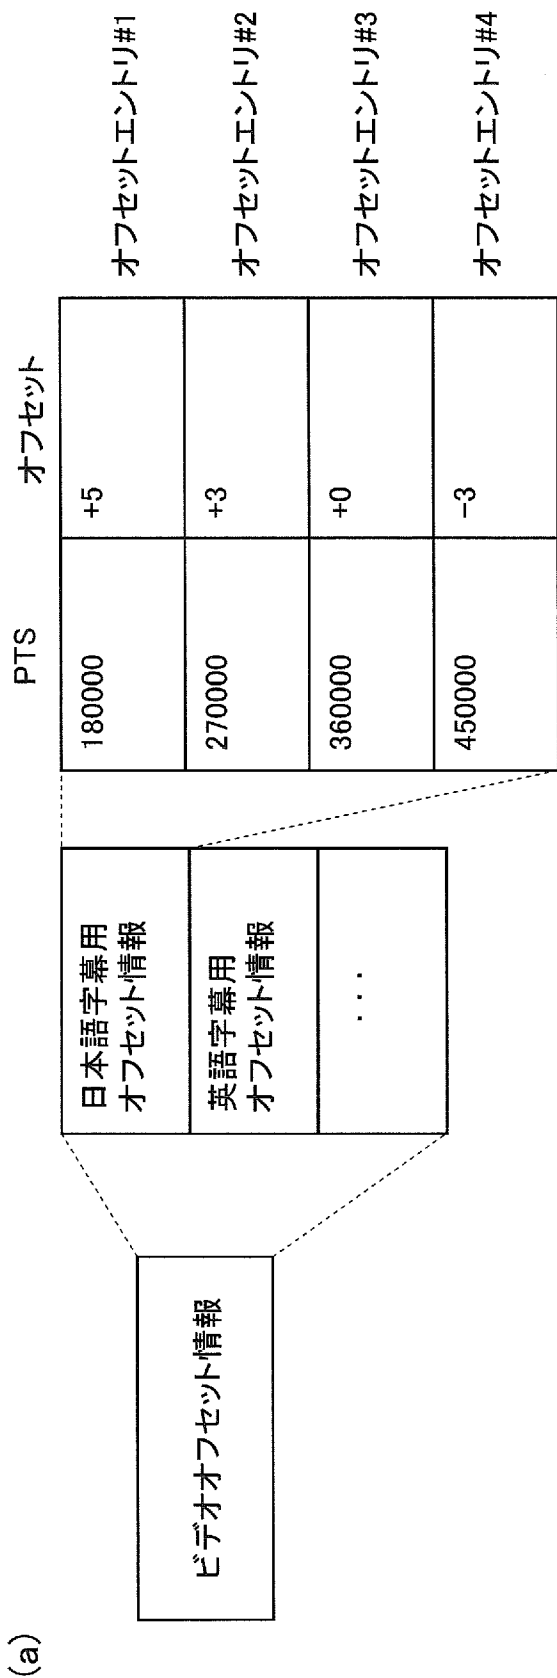 (a)
ビデオオフセット情報
日本語字幕用
オフセット情報
英語字幕用
オフセット情報
...
PTS オフセット
180000 +5 オフセットエントリ#1
270000 +3 オフセットエントリ#2
360000 +0 オフセットエントリ#3
450000 -3 オフセットエントリ#4